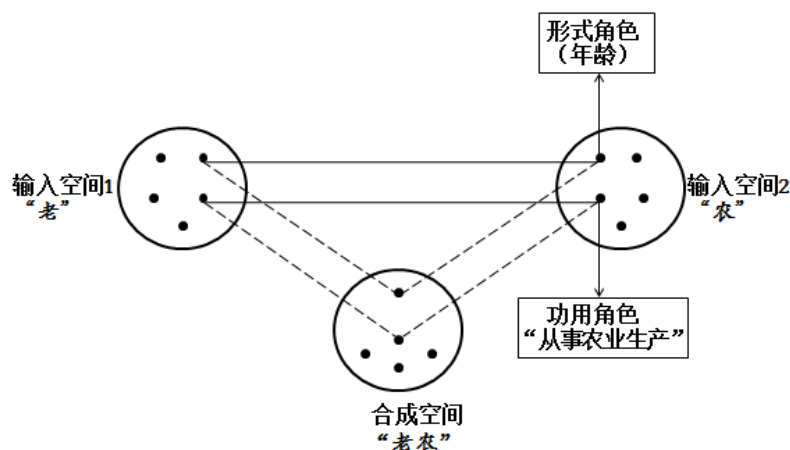 形式角色
（年龄）
输入空间1
“老”
输入空间2
“农”
功用角色
“从事农业生产”
合成空间
“老农”